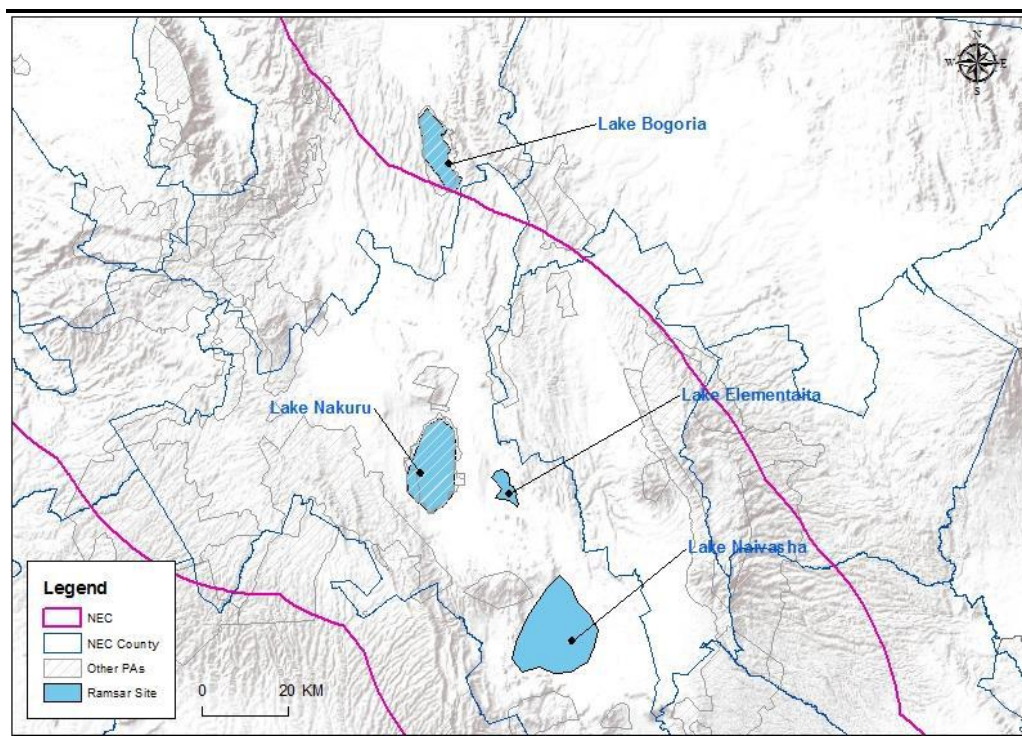 N
W E
S
Lake Bogoria
Lake Elementaita
Lake Nakuru
Lake Naivasha
Legend
NEC
NEC County
Other PAs
Ramsar Site
0 20 KM